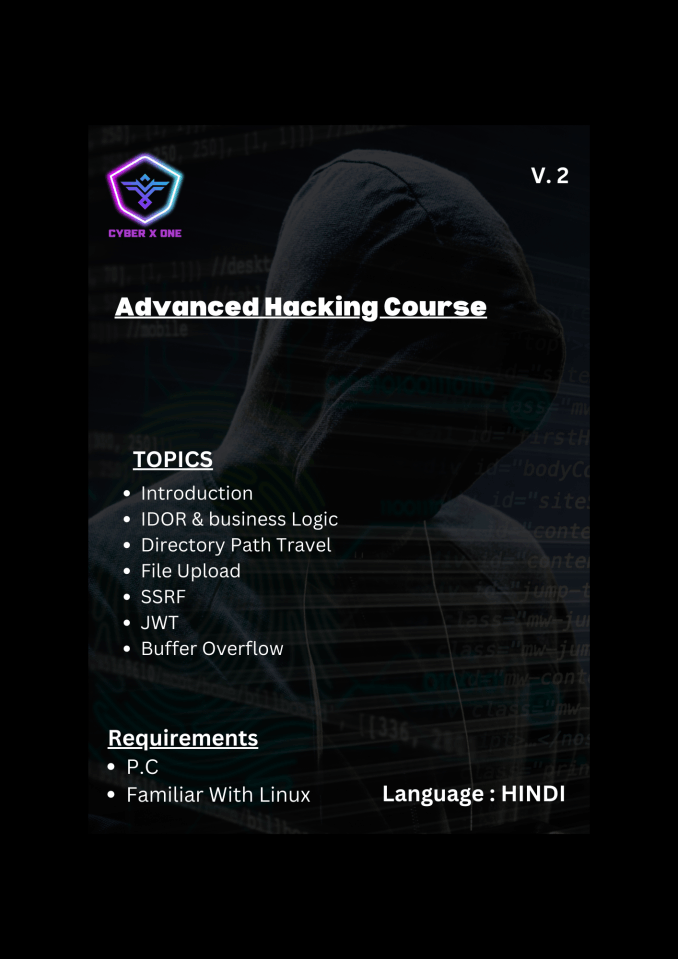 V. 2
CYBER X ONE
Advanced Hacking Course
TOPICS
Introduction
IDOR & business Logic
Directory Path Travel
File Upload
SSRF
JWT
Buffer Overflow
Requirements
P.C
Familiar With Linux
Language : HINDI